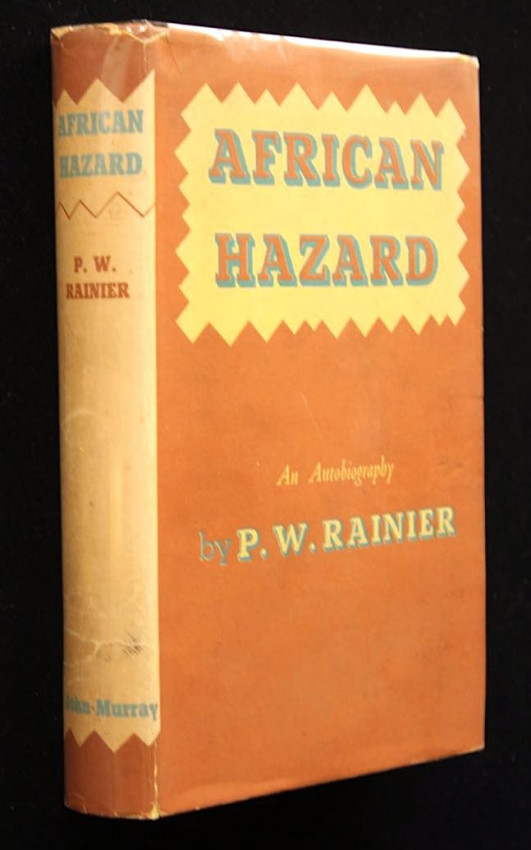 AFRICAN
HAZARD
P. W.
RAINIER
John-Murray
AFRICAN
HAZARD
An Autobiography
by P. W. RAINIER